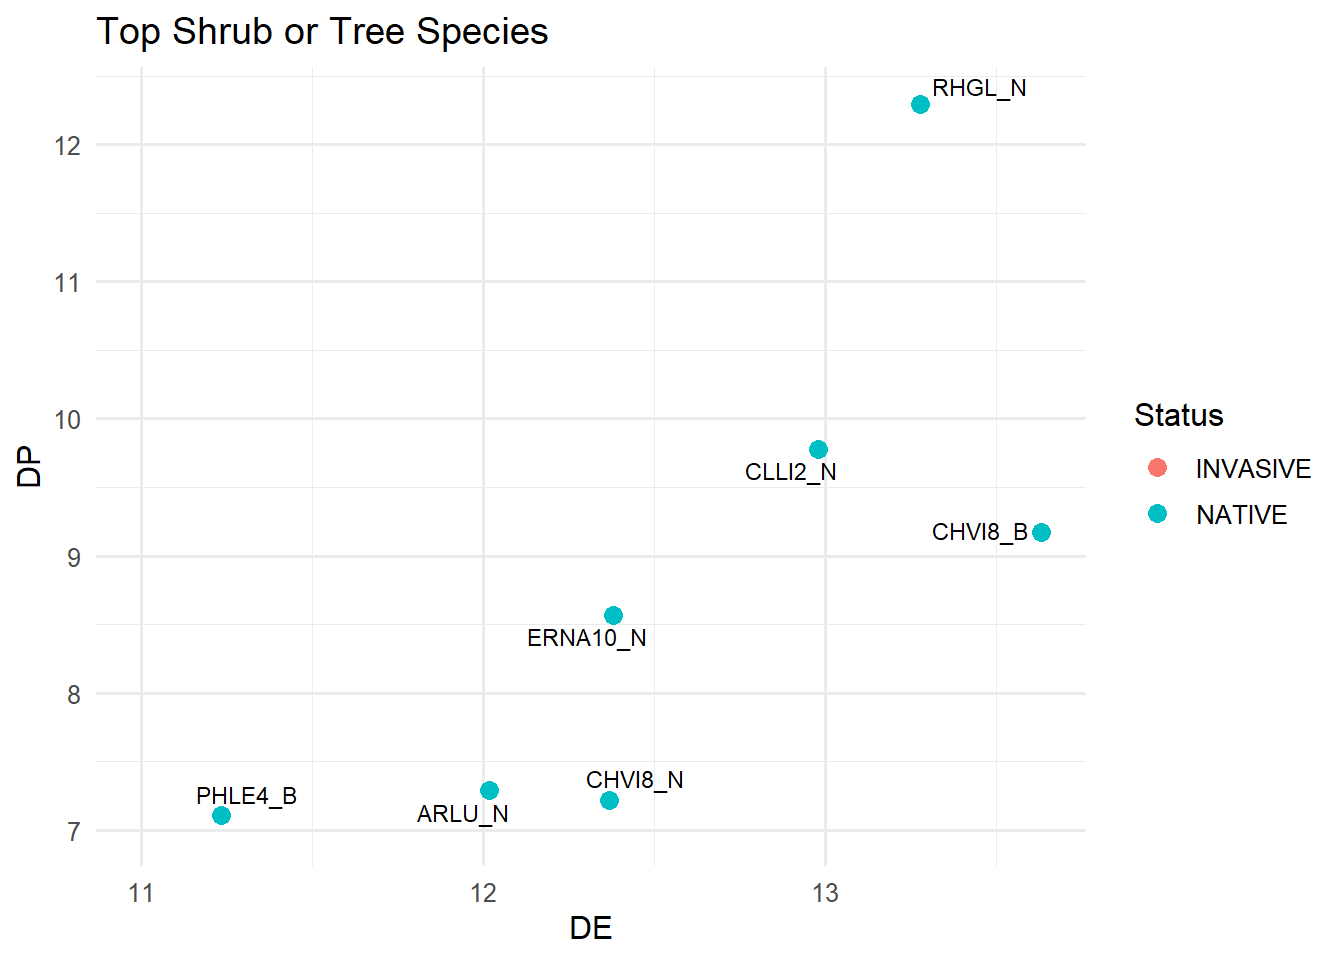 Top Shrub or Tree Species
RHGL_N
12
11
10
CLLI2_N
CHVI8_B
9
ERNA10_N
8
CHVI8_N
PHLE4_B
ARLU_N
7
DP
11
12
13
DE
Status
INVASIVE
NATIVE